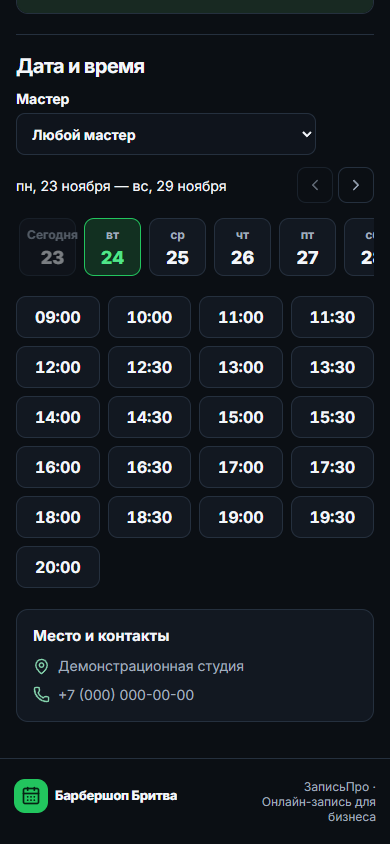 Дата и время
Мастер
Любой мастер
пн, 23 ноября — вс, 29 ноября
Сегодня вт ср чт пт
23 24 25 26 27
09:00 10:00 11:00 11:30
12:00 12:30 13:00 13:30
14:00 14:30 15:00 15:30
16:00 16:30 17:00 17:30
18:00 18:30 19:00 19:30
20:00
Место и контакты
Демонстрационная студия
+7 (000) 000-00-00
Барбершоп Бритва
ЗаписьПро ·
Онлайн-запись для
бизнеса